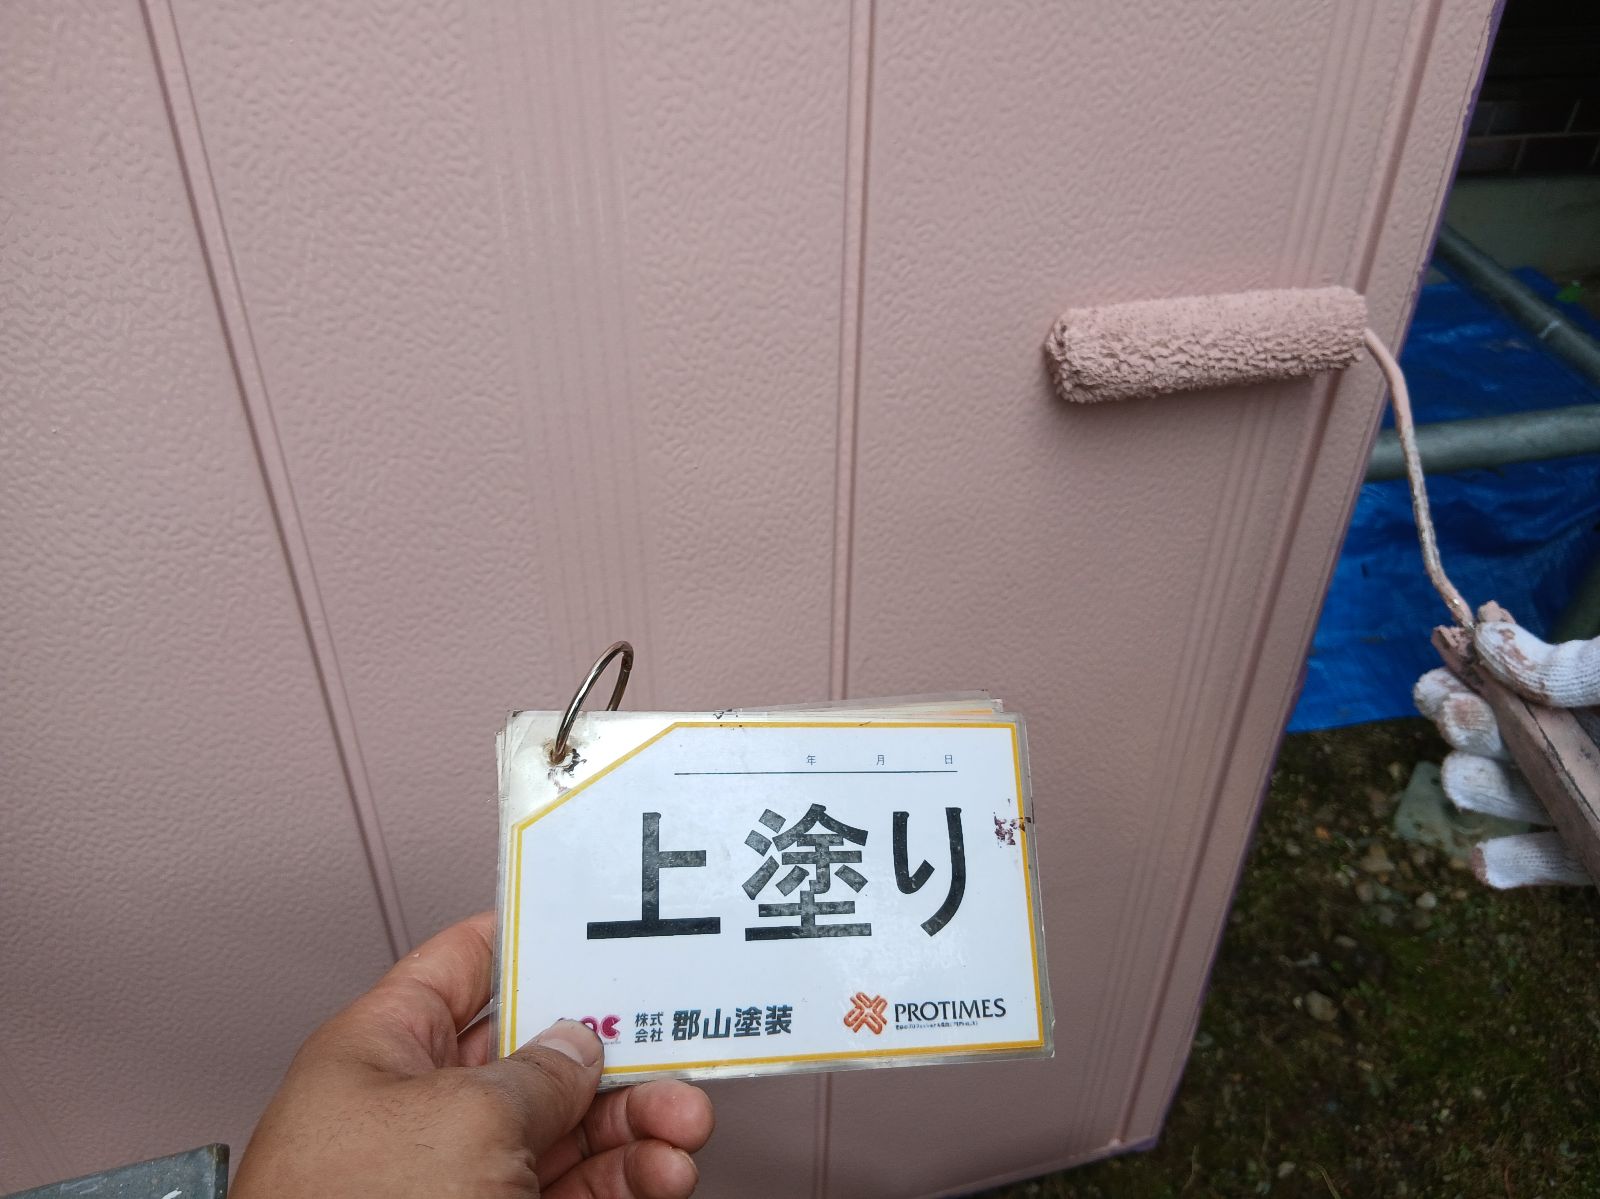 年 月 日
上塗り
株式会社 郡山塗装
PROTIMES